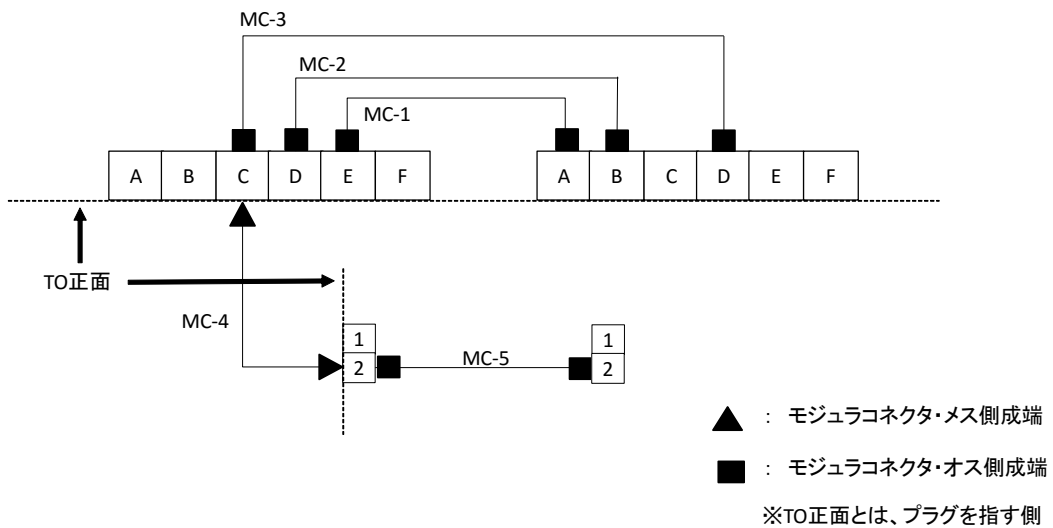 MC-3
MC-2
MC-1
A B C D E F
A B C D E F
TO正面
MC-4
1
2
MC-5
1
2
： モジュラコネクタ・メス側成端
： モジュラコネクタ・オス側成端
※TO正面とは、プラグを指す側